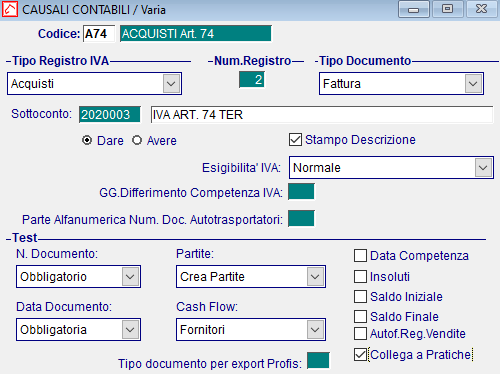 CAUSALI CONTABILI / Varia
Codice: A74 ACQUISTI Art. 74
Tipo Registro IVA Num.Registro Tipo Documento
Acquisti 2 Fattura
Sottoconto: 2020003 IVA ART. 74 TER
Dare Avere Stampo Descrizione
Esigibilita' IVA: Normale
GG.Differimento Competenza IVA:
Parte Alfanumerica Num. Doc. Autotrasportatori:
Test
N. Documento: Partite: Data Competenza
Obbligatorio Crea Partite Insoluti
Saldo Iniziale
Data Documento: Cash Flow: Saldo Finale
Obbligatoria Fornitori Autof.Reg.Vendite
Collega a Pratiche
Tipo documento per export Profis: